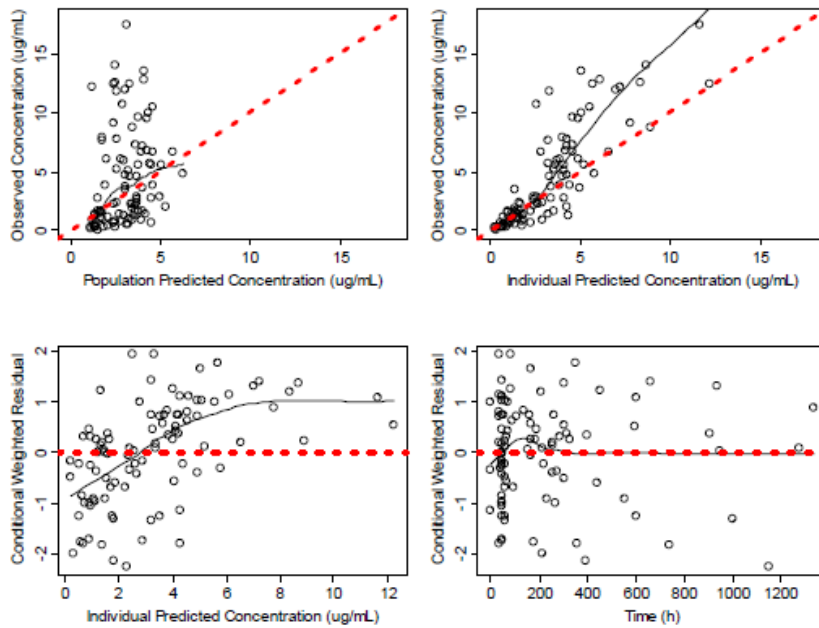 Observed Concentration (ug/mL)
15
10
5
0
0 5 10 15
Population Predicted Concentration (ug/mL)
Observed Concentration (ug/mL)
15
10
5
0
0 5 10 15
Individual Predicted Concentration (ug/mL)
Conditional Weighted Residual
2
1
0
-1
-2
0 2 4 6 8 10 12
Individual Predicted Concentration (ug/mL)
Conditional Weighted Residual
2
1
0
-1
-2
0 200 400 600 800 1000 1200
Time (h)